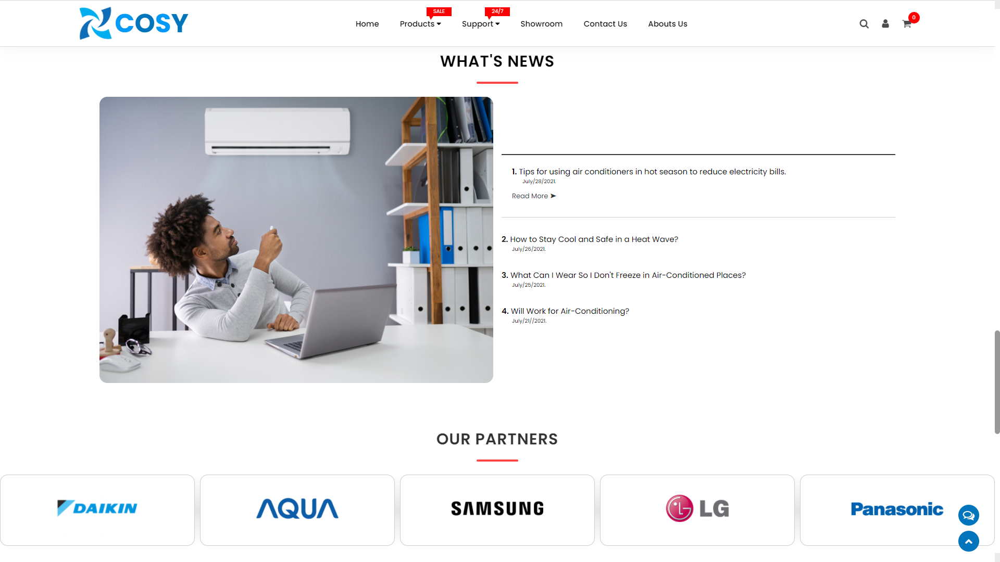 COSY
SALE
24/7
Home
Products
Support
Showroom
Contact Us
Abouts Us
0
WHAT'S NEWS
1. Tips for using air conditioners in hot season to reduce electricity bills.
July/28/2021.
Read More ➤
2. How to Stay Cool and Safe in a Heat Wave?
July/26/2021.
3. What Can I Wear So I Don't Freeze in Air-Conditioned Places?
July/25/2021.
4. Will Work for Air-Conditioning?
July/21//2021.
OUR PARTNERS
DAIKIN
AQUA
SAMSUNG
LG
Panasonic